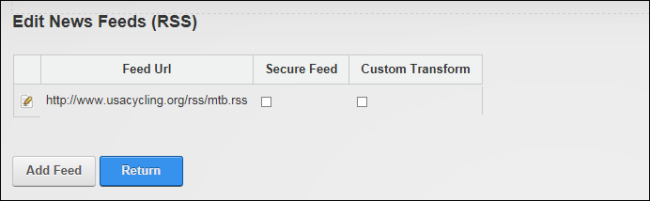 Edit News Feeds (RSS)
Feed Url Secure Feed Custom Transform
http://www.usacycling.org/rss/mtb.rss
Add Feed Return